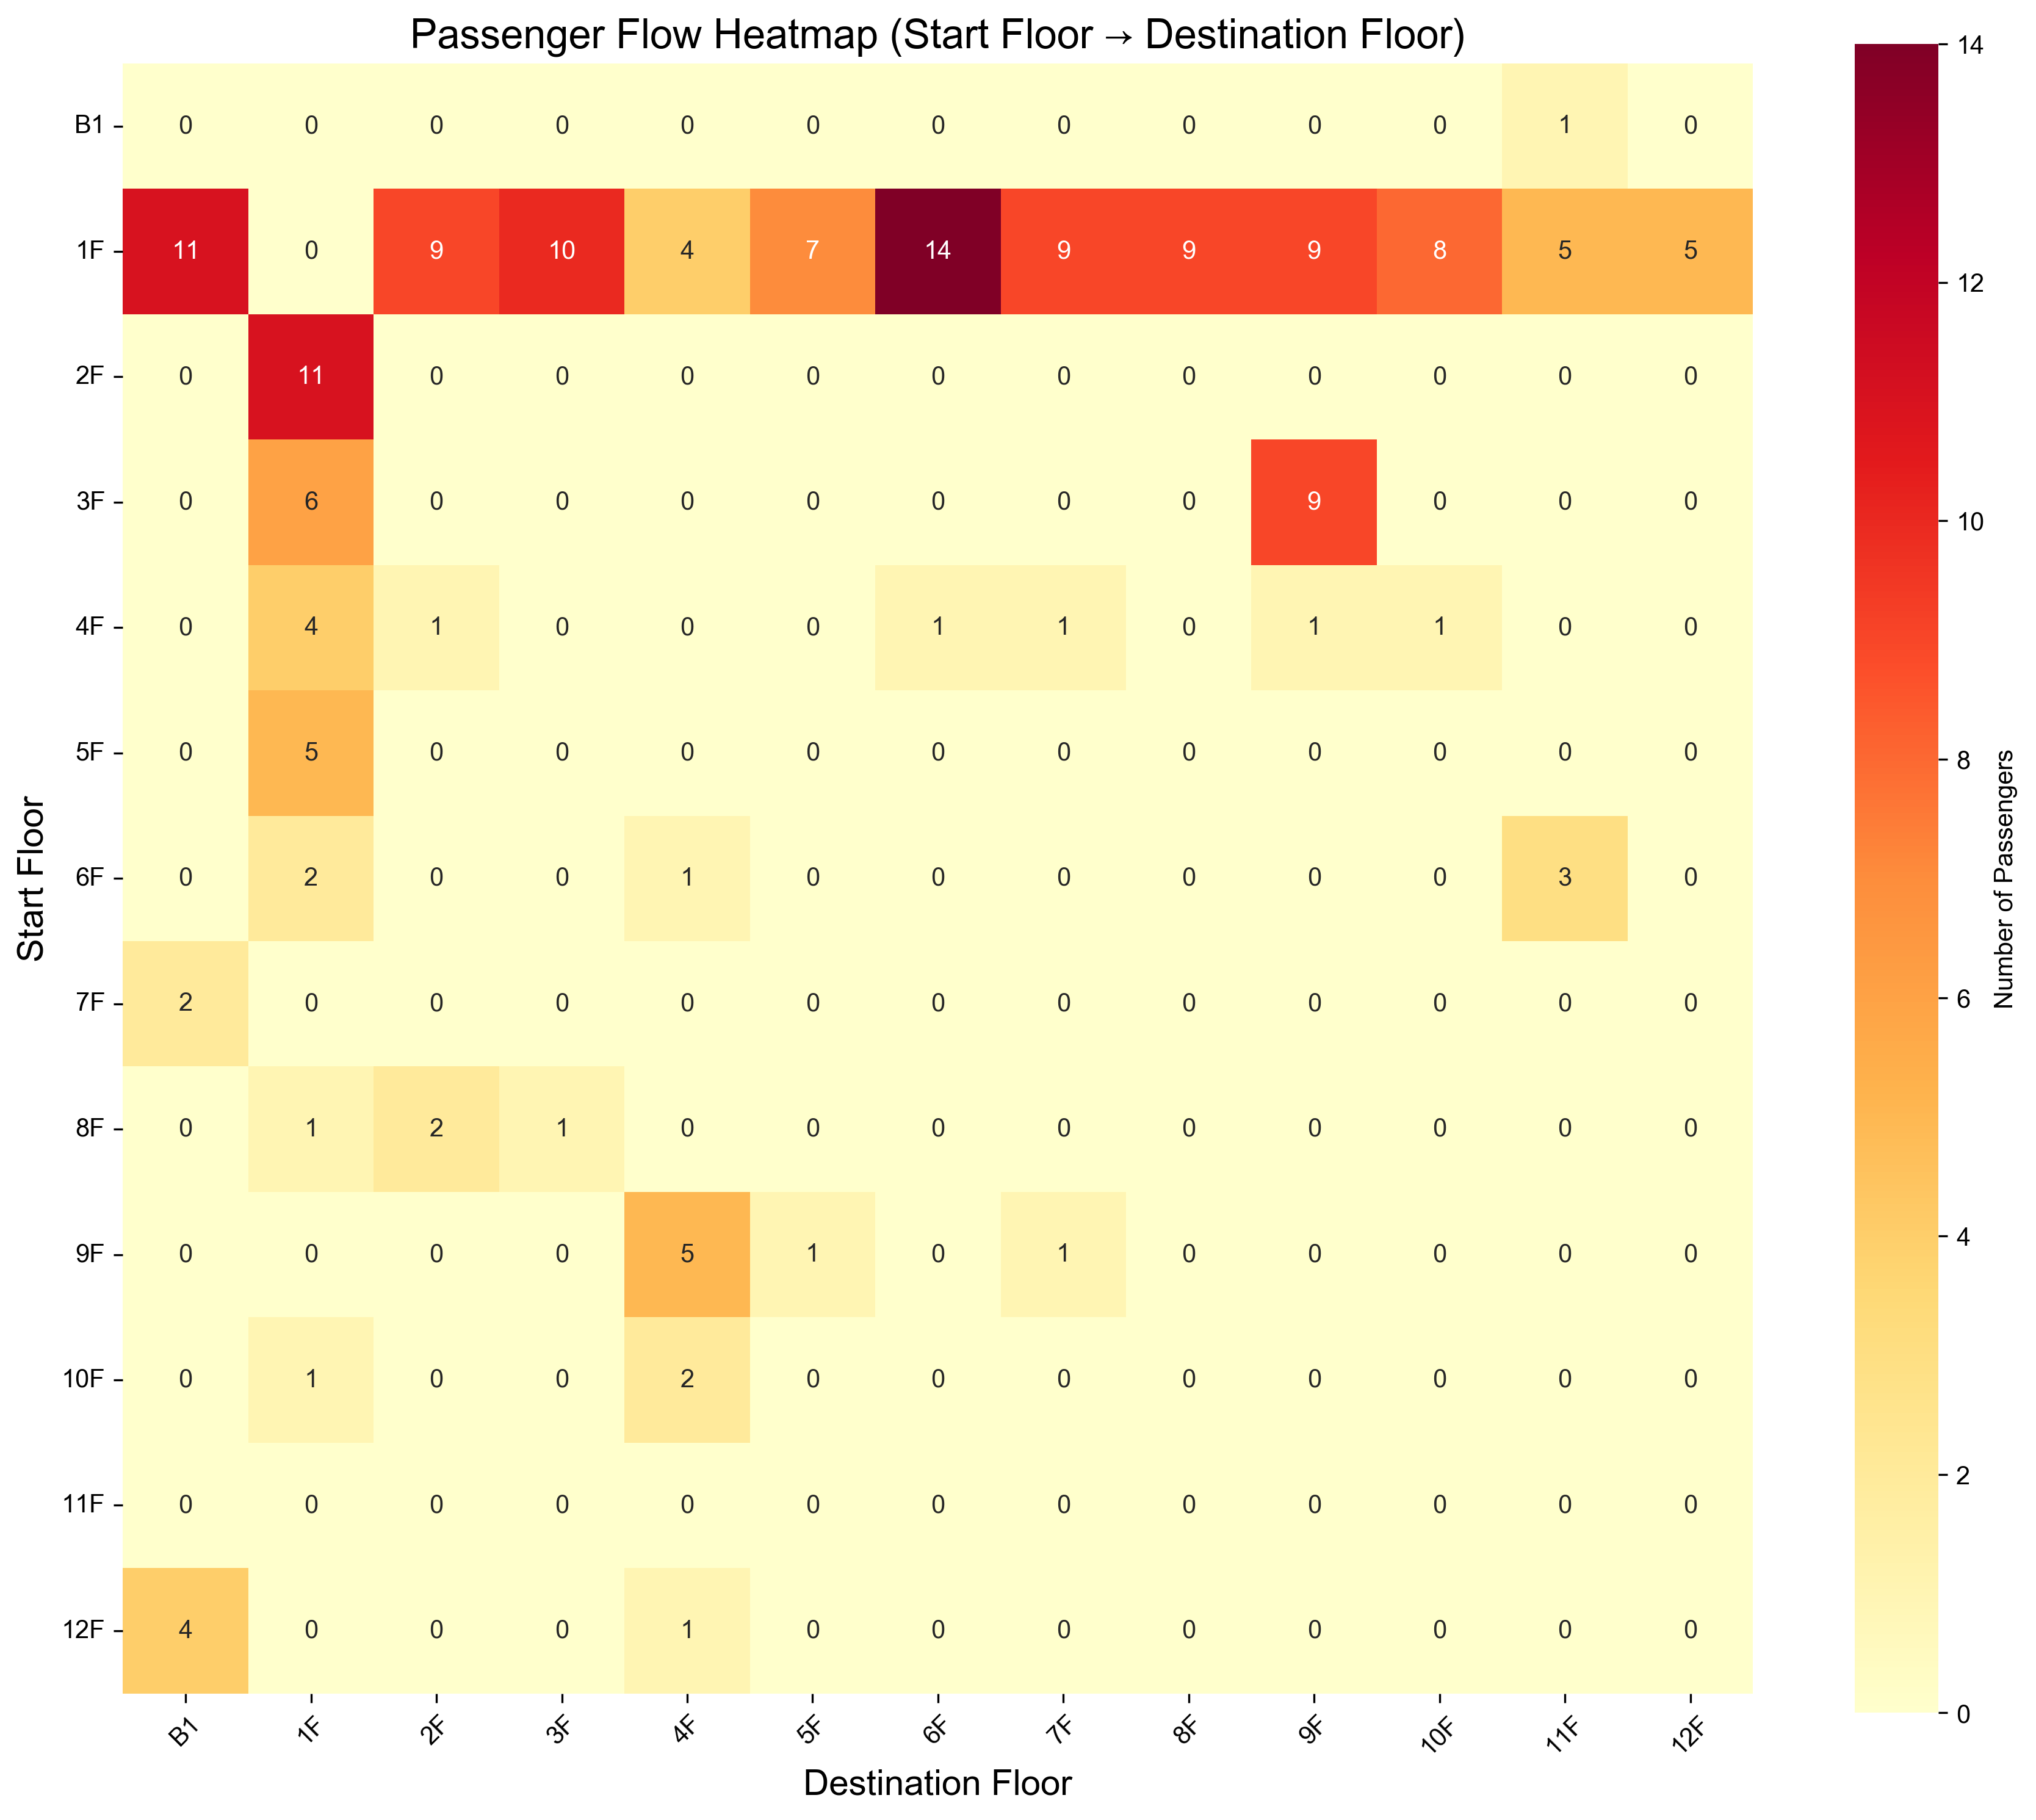 Passenger Flow Heatmap (Start Floor → Destination Floor)
B1 0 0 0 0 0 0 0 0 0 0 0 1 0
1F 11 0 9 10 4 7 14 9 9 9 8 5 5
2F 0 11 0 0 0 0 0 0 0 0 0 0 0
3F 0 6 0 0 0 0 0 0 0 9 0 0 0
4F 0 4 1 0 0 0 1 1 0 1 1 0 0
5F 0 5 0 0 0 0 0 0 0 0 0 0 0
6F 0 2 0 0 1 0 0 0 0 0 0 3 0
7F 2 0 0 0 0 0 0 0 0 0 0 0 0
8F 0 1 2 1 0 0 0 0 0 0 0 0 0
9F 0 0 0 0 5 1 0 1 0 0 0 0 0
10F 0 1 0 0 2 0 0 0 0 0 0 0 0
11F 0 0 0 0 0 0 0 0 0 0 0 0 0
12F 4 0 0 0 1 0 0 0 0 0 0 0 0
B1 1F 2F 3F 4F 5F 6F 7F 8F 9F 10F 11F 12F
Destination Floor
Start Floor
14
12
10
8
6
4
2
0
Number of Passengers